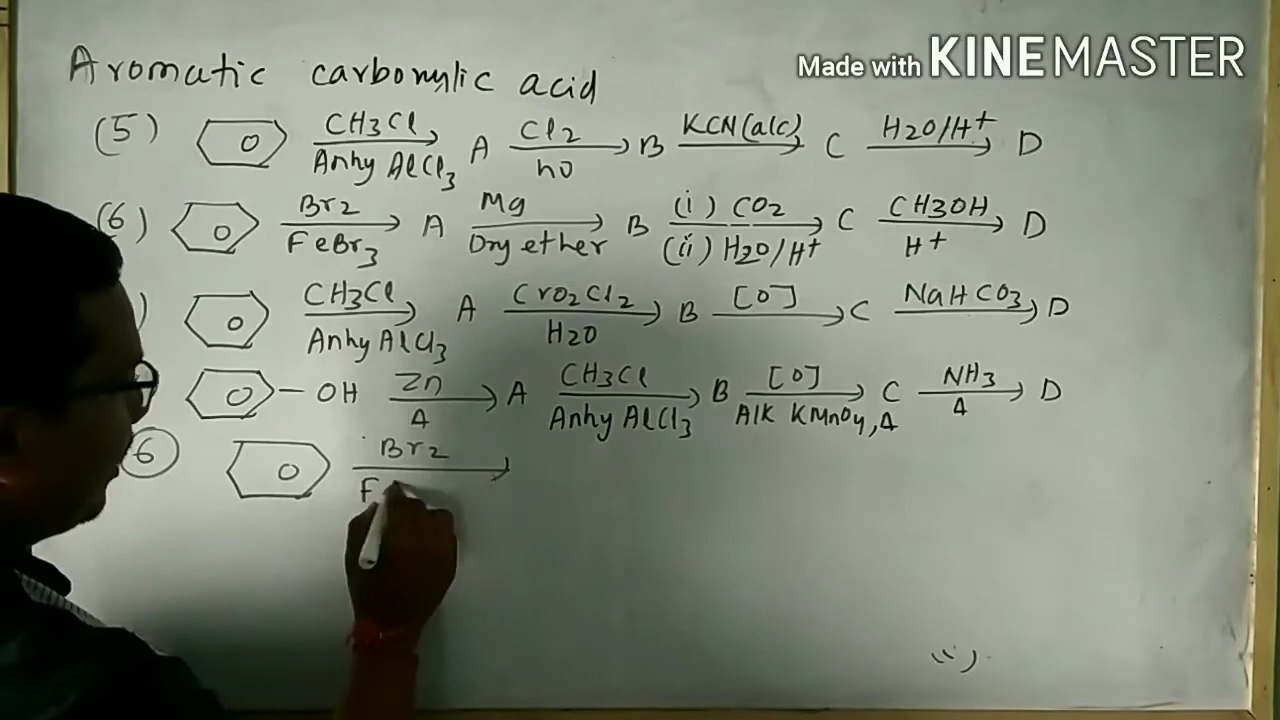 Made with KINEMASTER
Aromatic carboxylic acid
(5) CH3Cl Anhy AlCl3 A Cl2 hυ B KCN(alc) C H2O/H+ D
(6) Br2 FeBr3 A Mg Dry ether B (i) CO2 (ii) H2O/H+ C CH3OH H+ D
) CH3Cl Anhy AlCl3 A CrO2Cl2 H2O B [O] C NaHCO3 D
OH Zn Δ A CH3Cl Anhy AlCl3 B [O] Alk KMnO4, Δ C NH3 Δ D
6 Br2 F